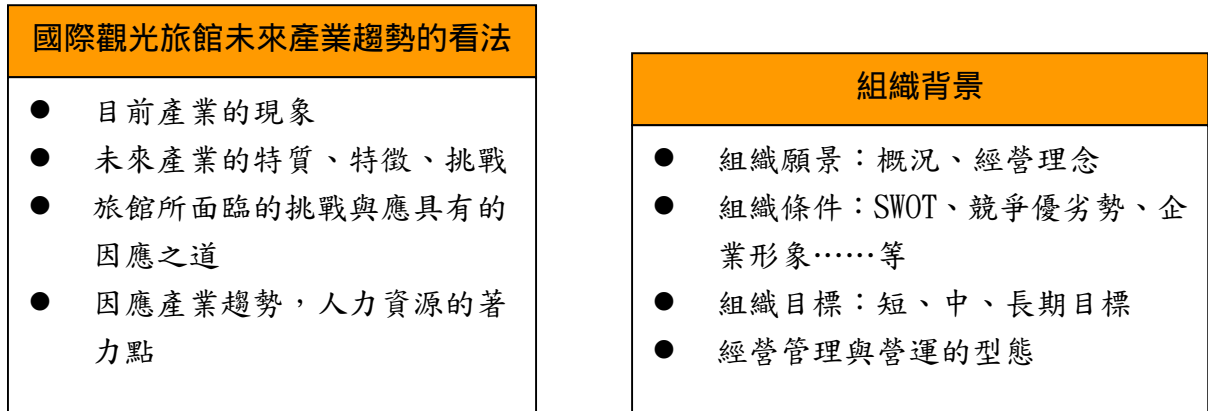 國際觀光旅館未來產業趨勢的看法
● 目前產業的現象
● 未來產業的特質、特徵、挑戰
● 旅館所面臨的挑戰與應具有的
因應之道
● 因應產業趨勢，人力資源的著
力點
組織背景
● 組織願景：概況、經營理念
● 組織條件：SWOT、競爭優劣勢、企
業形象……等
● 組織目標：短、中、長期目標
● 經營管理與營運的型態